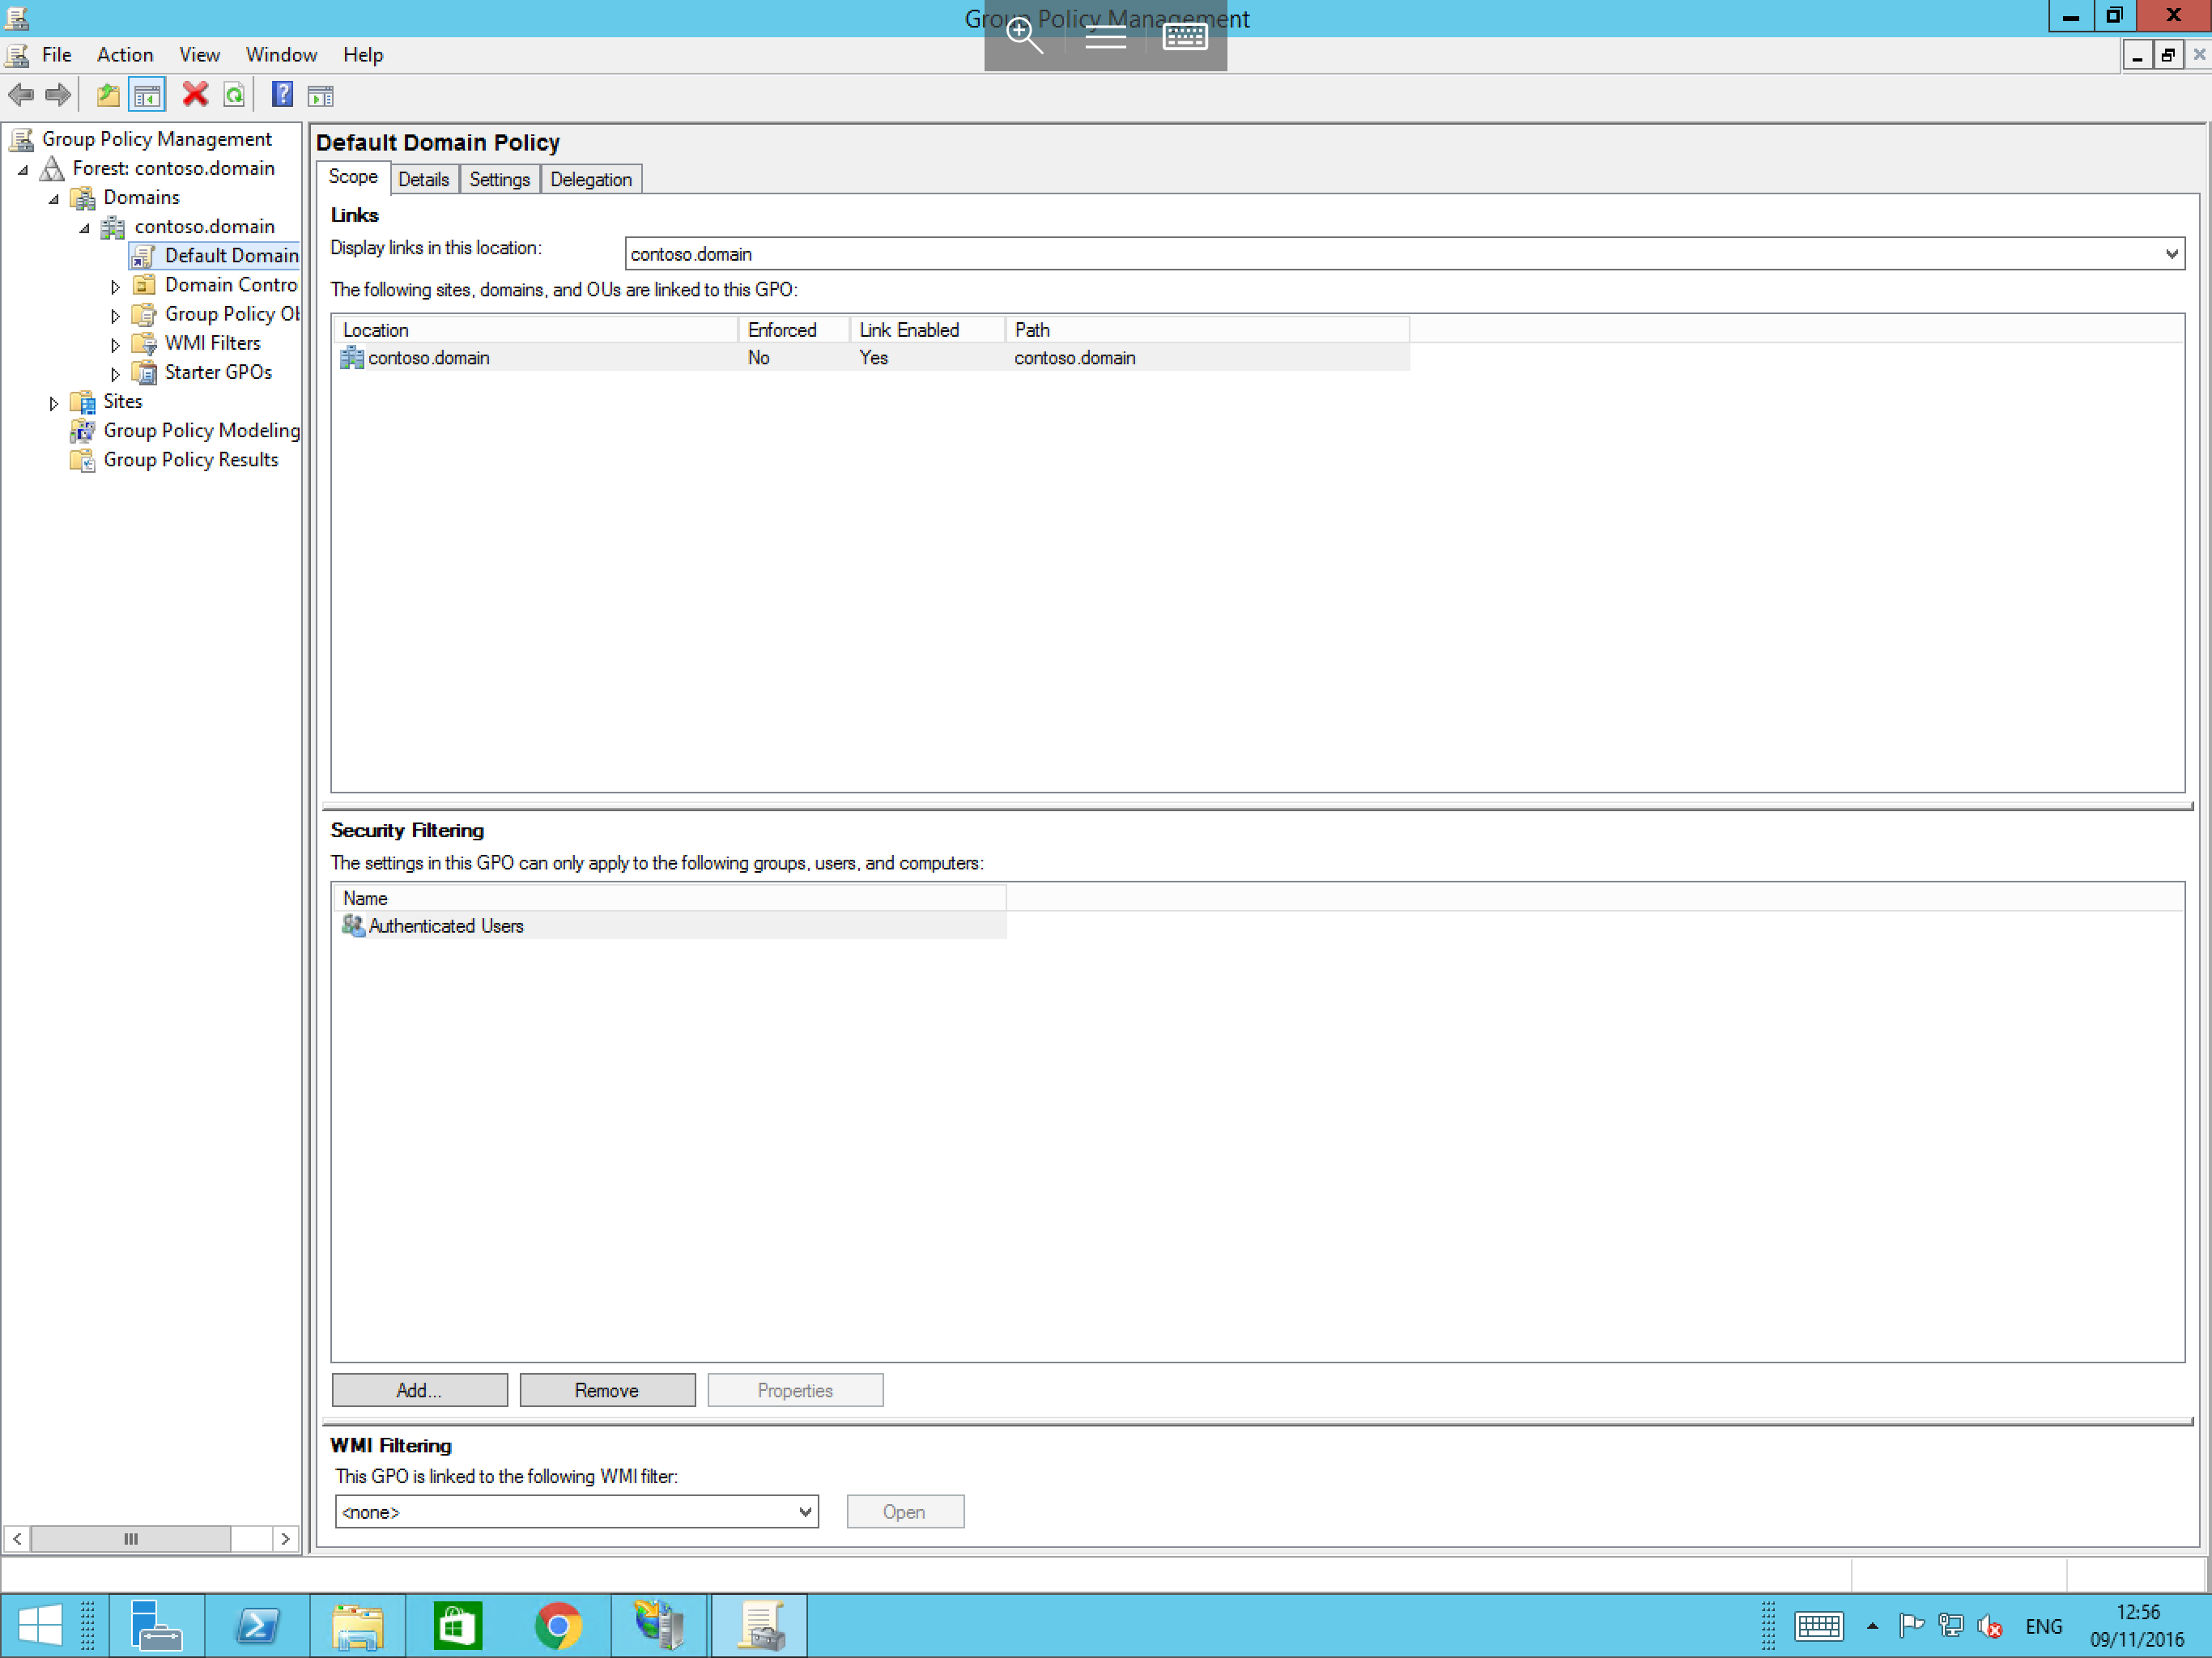 Group Policy Management
File Action View Window Help
Group Policy Management
Forest: contoso.domain
Domains
contoso.domain
Default Domain
Domain Contro
Group Policy Ob
WMI Filters
Starter GPOs
Sites
Group Policy Modeling
Group Policy Results
Default Domain Policy
Scope Details Settings Delegation
Links
Display links in this location: contoso.domain
The following sites, domains, and OUs are linked to this GPO:
Location Enforced Link Enabled Path
contoso.domain No Yes contoso.domain
Security Filtering
The settings in this GPO can only apply to the following groups, users, and computers:
Name
Authenticated Users
Add... Remove Properties
WMI Filtering
This GPO is linked to the following WMI filter:
<none> Open
ENG
12:56
09/11/2016